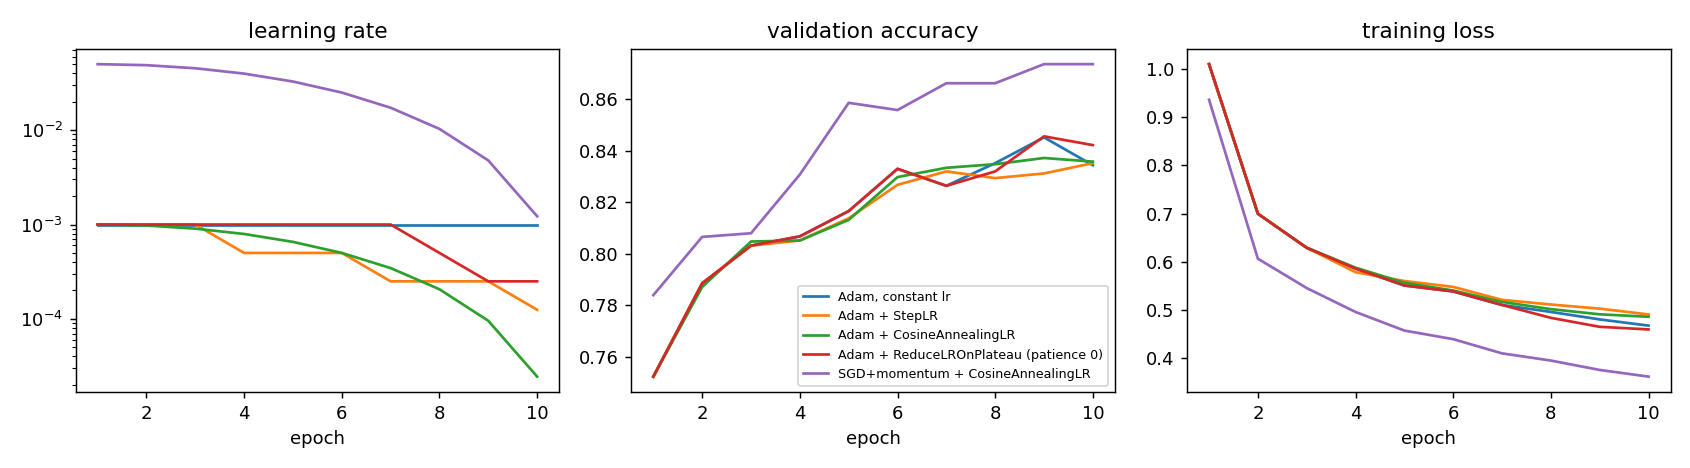 learning rate
10⁻²
10⁻³
10⁻⁴
2 4 6 8 10
epoch
validation accuracy
0.86
0.84
0.82
0.80
0.78
0.76
Adam, constant lr
Adam + StepLR
Adam + CosineAnnealingLR
Adam + ReduceLROnPlateau (patience 0)
SGD+momentum + CosineAnnealingLR
2 4 6 8 10
epoch
training loss
1.0
0.9
0.8
0.7
0.6
0.5
0.4
2 4 6 8 10
epoch